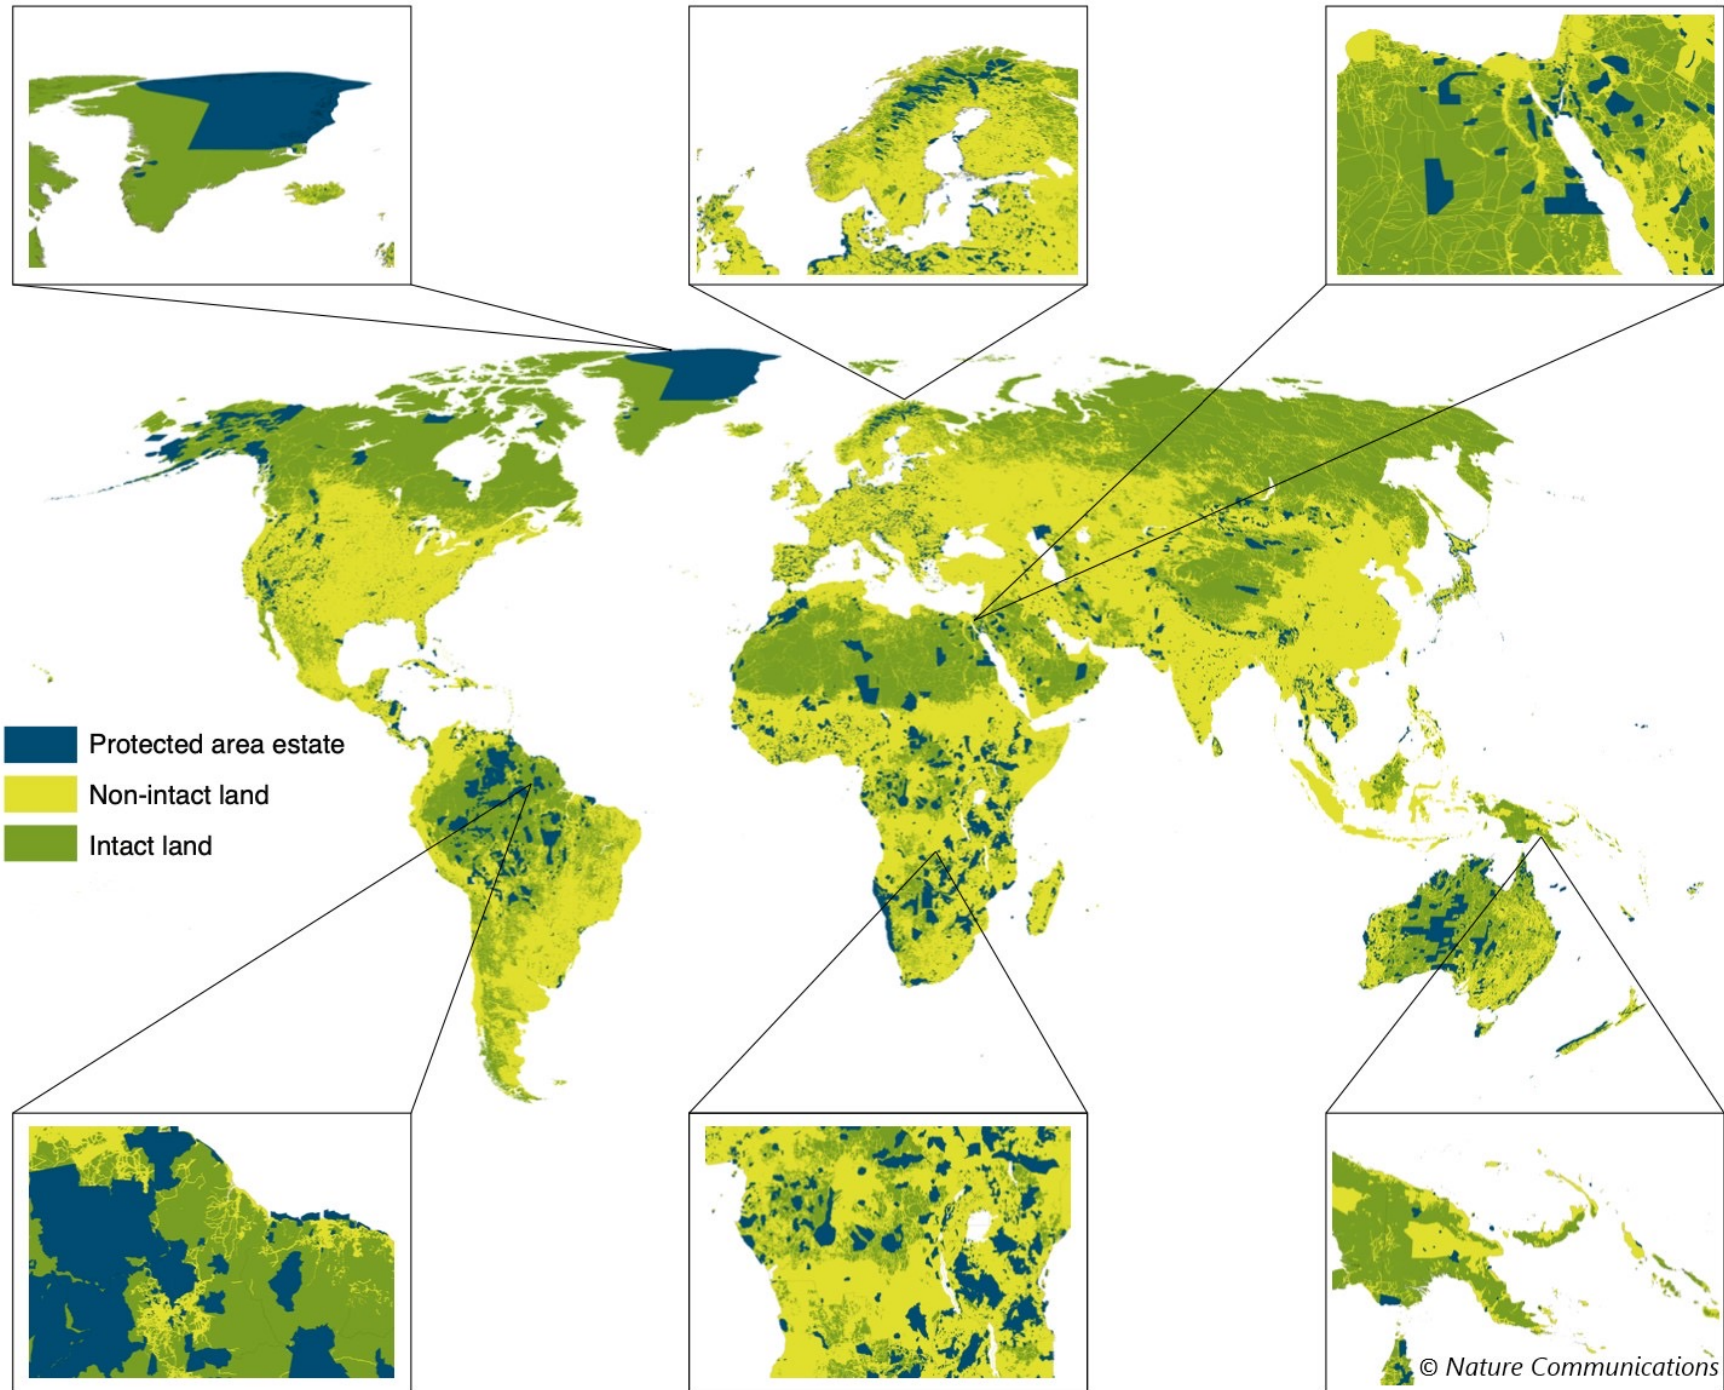 Protected area estate
Non-intact land
Intact land
© Nature Communications